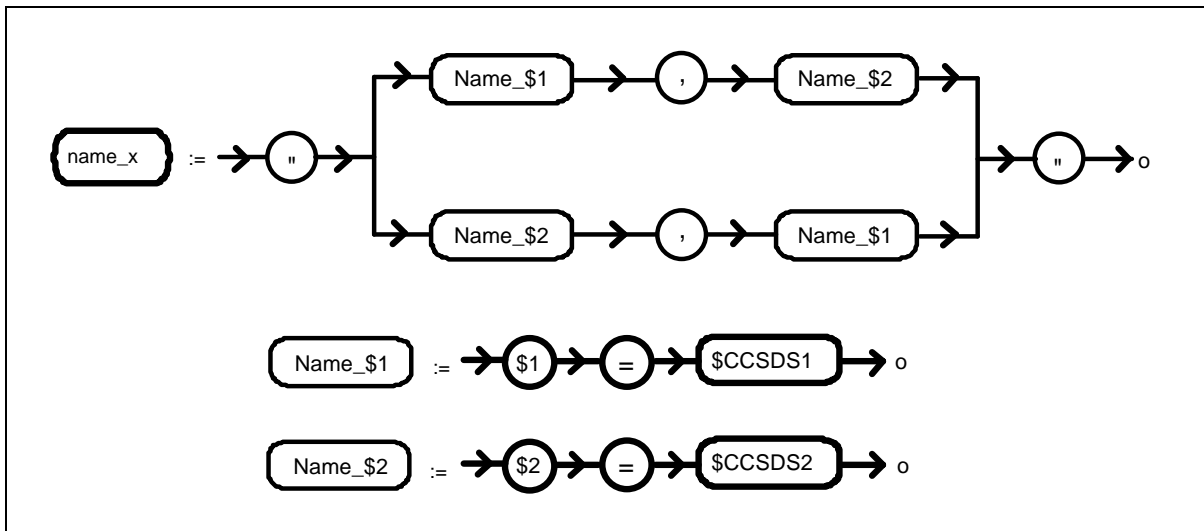 Name_$1 , Name_$2
name_x := " " o
Name_$2 , Name_$1
Name_$1 := $1 = $CCSDS1 o
Name_$2 := $2 = $CCSDS2 o